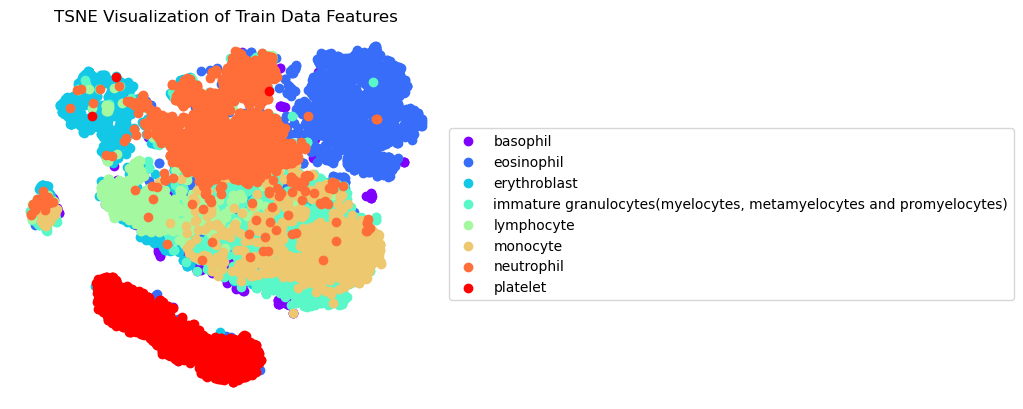 TSNE Visualization of Train Data Features
basophil
eosinophil
erythroblast
immature granulocytes(myelocytes, metamyelocytes and promyelocytes)
lymphocyte
monocyte
neutrophil
platelet